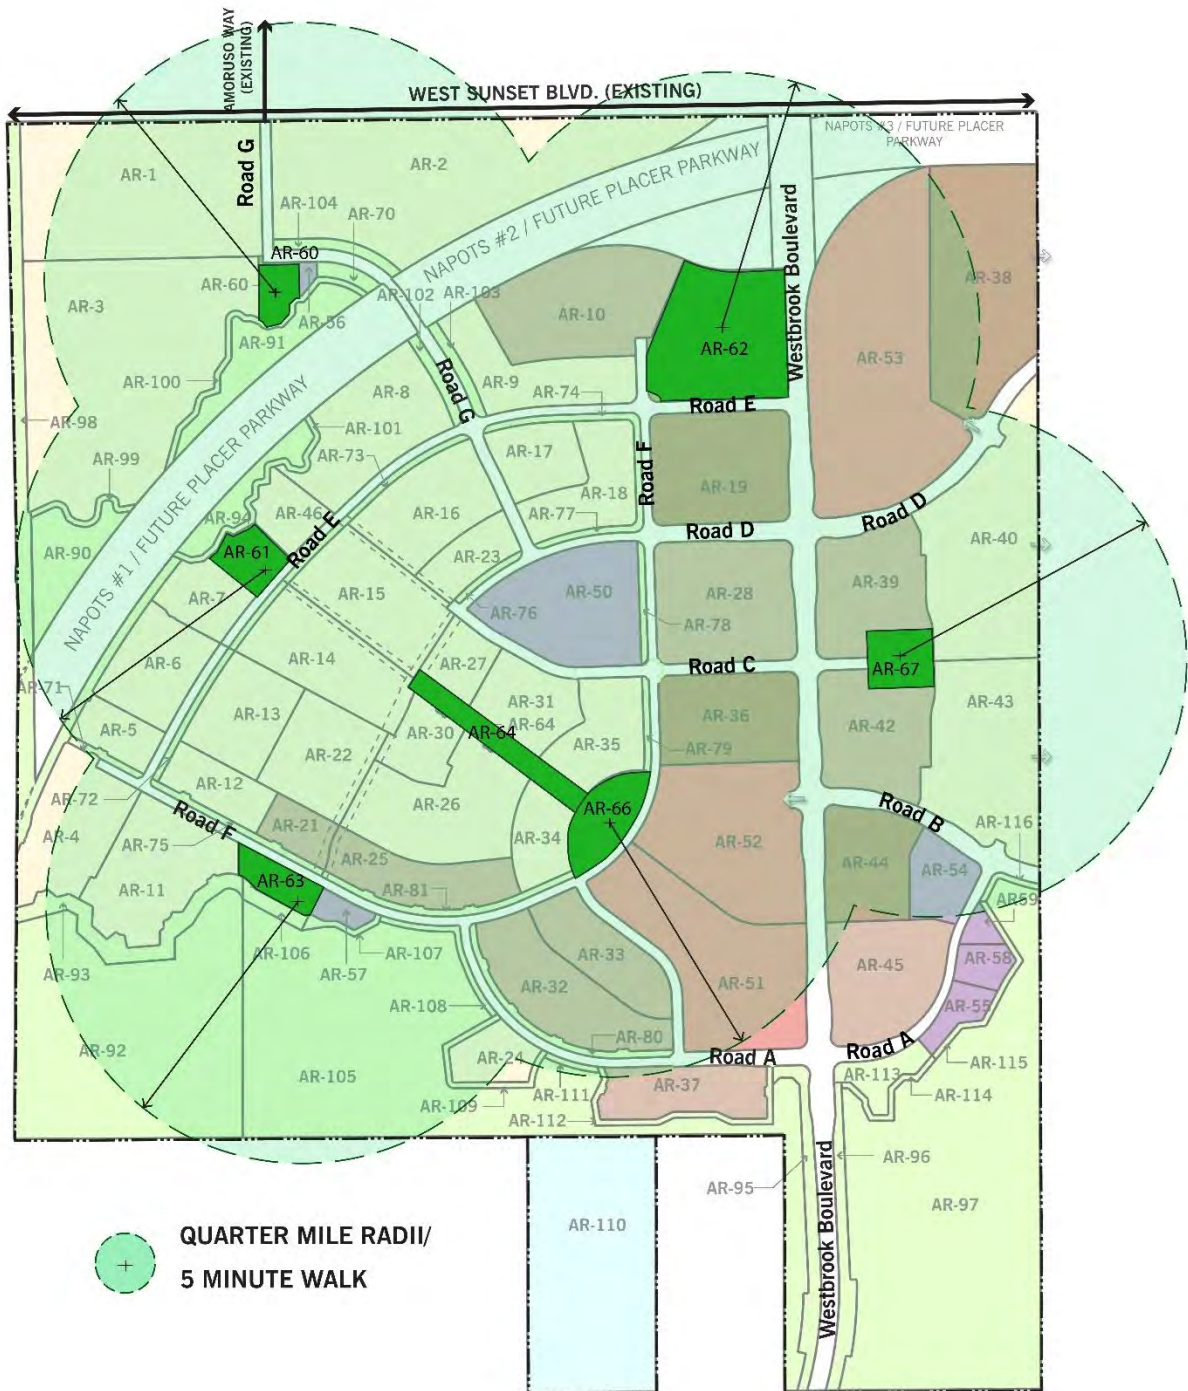 AMORUSO WAY
(EXISTING)
WEST SUNSET BLVD. (EXISTING)
NAPOTS #3 / FUTURE PLACER
PARKWAY
AR-1
Road G
AR-2
NAPOTS #2 / FUTURE PLACER PARKWAY
Westbrook Boulevard
AR-104
AR-70
AR-60
AR-60
AR-38
AR-3
AR-56
AR-102
AR-103
AR-10
AR-62
AR-53
AR-91
AR-100
AR-8
Road G
AR-9
AR-74
Road E
AR-98
AR-101
AR-99
AR-73
AR-17
Road F
NAPOTS #1 / FUTURE PLACER PARKWAY
AR-18
AR-19
AR-94
AR-46
AR-16
AR-77
Road D
Road D
AR-90
AR-61
Road E
AR-23
AR-40
AR-7
AR-15
AR-76
AR-50
AR-28
AR-39
AR-78
AR-6
AR-14
AR-27
Road C
AR-67
AR-71
AR-5
AR-13
AR-30
AR-31
AR-64
AR-64
AR-35
AR-36
AR-79
AR-42
AR-43
AR-22
AR-12
AR-72
Road F
AR-26
AR-66
Road B
AR-4
AR-75
AR-21
AR-25
AR-34
AR-52
AR-44
AR-54
AR-116
AR-11
AR-63
AR-81
AR59
AR-93
AR-106
AR-57
AR-107
AR-33
AR-32
AR-51
AR-45
AR-58
AR-55
AR-108
AR-92
AR-105
AR-24
AR-80
Road A
Road A
AR-115
AR-109
AR-111
AR-37
AR-113
AR-114
AR-112
AR-110
AR-95
Westbrook Boulevard
AR-96
AR-97
QUARTER MILE RADII/
5 MINUTE WALK